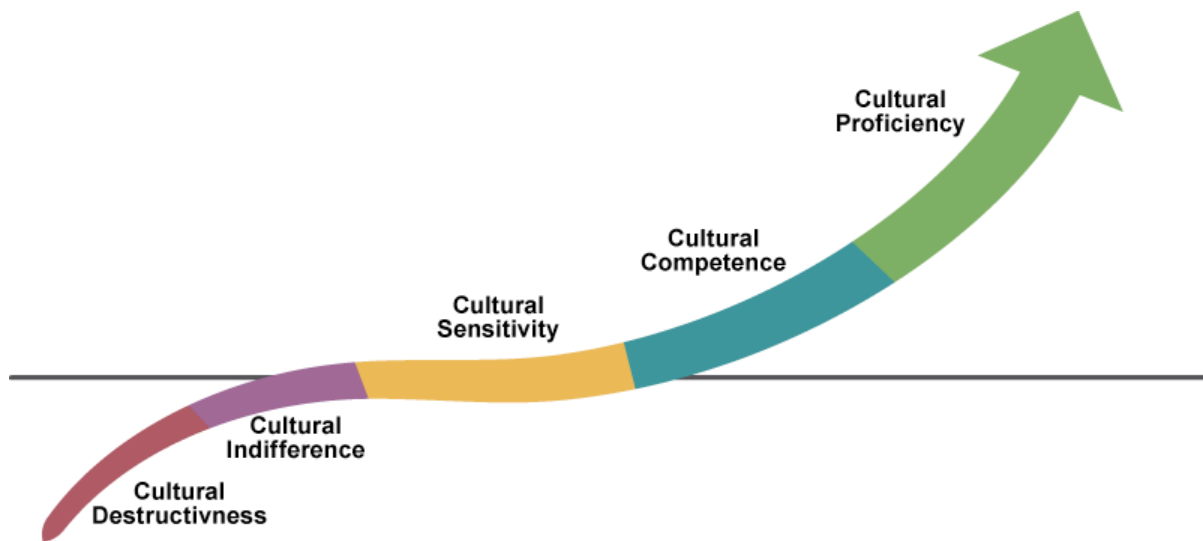 Cultural
Proficiency
Cultural
Competence
Cultural
Sensitivity
Cultural
Indifference
Cultural
Destructivness